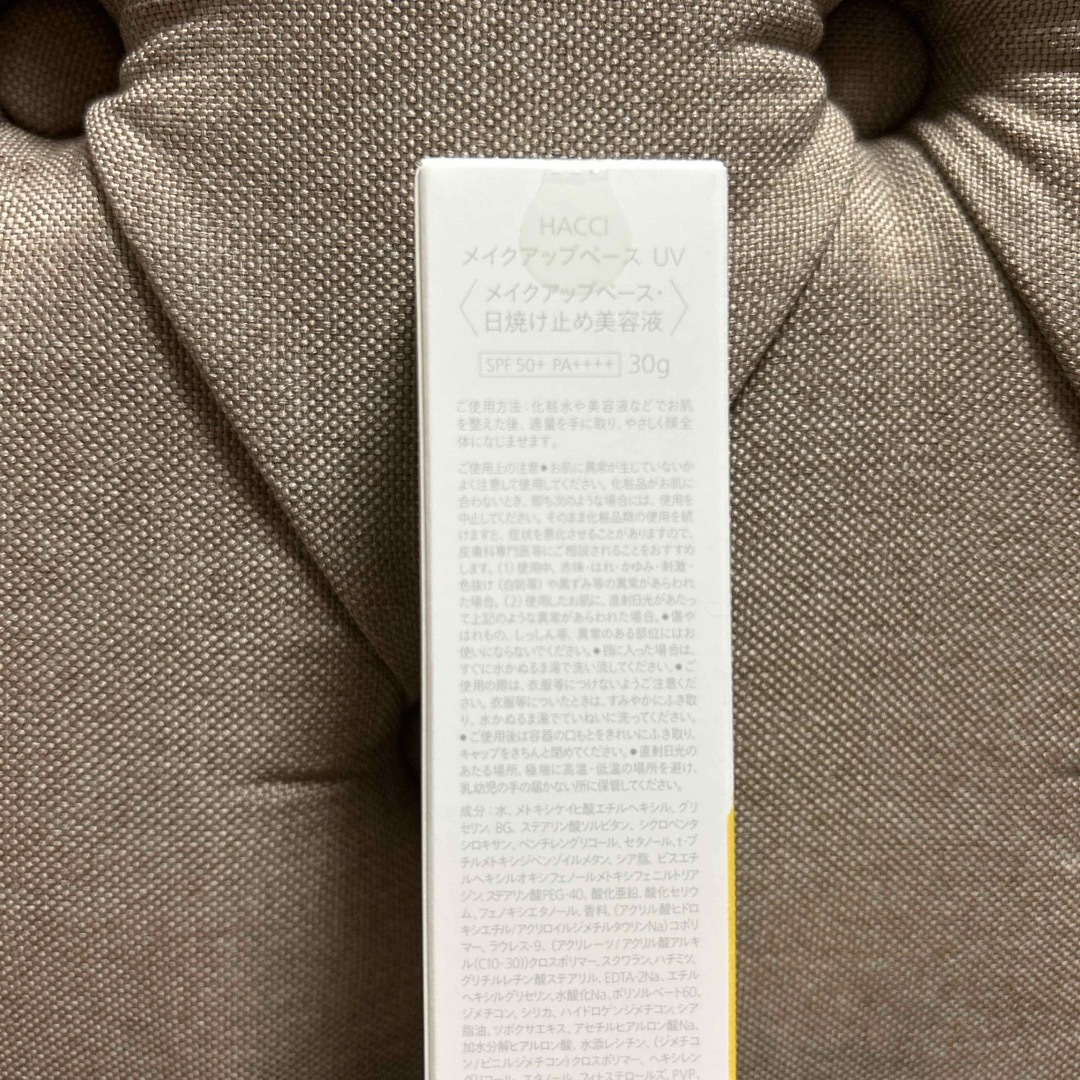 HACCI
メイクアップベース UV
〈メイクアップベース・
日焼け止め美容液〉
SPF 50+ PA++++ 30g
ご使用方法：化粧水や美容液などでお肌
を整えた後、適量を手に取り、やさしく顔全
体になじませます。
ご使用上の注意●お肌に異常が生じていないか
よく注意して使用してください。化粧品がお肌に
合わないとき、即ち次のような場合には、使用を
中止してください。そのまま化粧品類の使用を続
けますと、症状を悪化させることがありますので、
皮膚科専門医等にご相談されることをおすすめ
します。（1）使用中、赤味・はれ・かゆみ・刺激・
色抜け（白斑等）や黒ずみ等の異常があらわれ
た場合。（2）使用したお肌に、直射日光があたっ
て上記のような異常があらわれた場合。●傷や
はれもの、しっしん等、異常のある部位にはお
使いにならないでください。●目に入った場合は、
すぐに水かぬるま湯で洗い流してください。●ご
使用の際は、衣服等につけないようご注意くだ
さい。衣服等についたときは、すみやかにふき取
り、水かぬるま湯でていねいに洗ってください。
●ご使用後は容器の口もとをきれいにふき取り、
キャップをきちんと閉めてください。●直射日光の
あたる場所、極端に高温・低温の場所を避け、
乳幼児の手の届かない所に保管してください。
成分：水、メトキシケイヒ酸エチルヘキシル、グリ
セリン、BG、ステアリン酸ソルビタン、シクロペンタ
シロキサン、ペンチレングリコール、セタノール、t-ブ
チルメトキシジベンゾイルメタン、シア脂、ビスエチ
ルヘキシルオキシフェノールメトキシフェニルトリア
ジン、ステアリン酸PEG-40、酸化亜鉛、酸化セリウ
ム、フェノキシエタノール、香料、（アクリル酸ヒドロ
キシエチル/アクリロイルジメチルタウリンNa）コポリ
マー、ラウレス-9、（アクリレーツ/アクリル酸アルキ
ル(C10-30)）クロスポリマー、スクワラン、ハチミツ、
グリチルレチン酸ステアリル、EDTA-2Na、エチル
ヘキシルグリセリン、水酸化Na、ポリソルベート60、
ジメチコン、シリカ、ハイドロゲンジメチコン、シア
脂油、ツボクサエキス、アセチルヒアルロン酸Na、
加水分解ヒアルロン酸、水添レシチン、（ジメチコ
ン/ビニルジメチコン）クロスポリマー、ヘキシレン
グリコール、エタノール、フィトステロールズ、PVP、